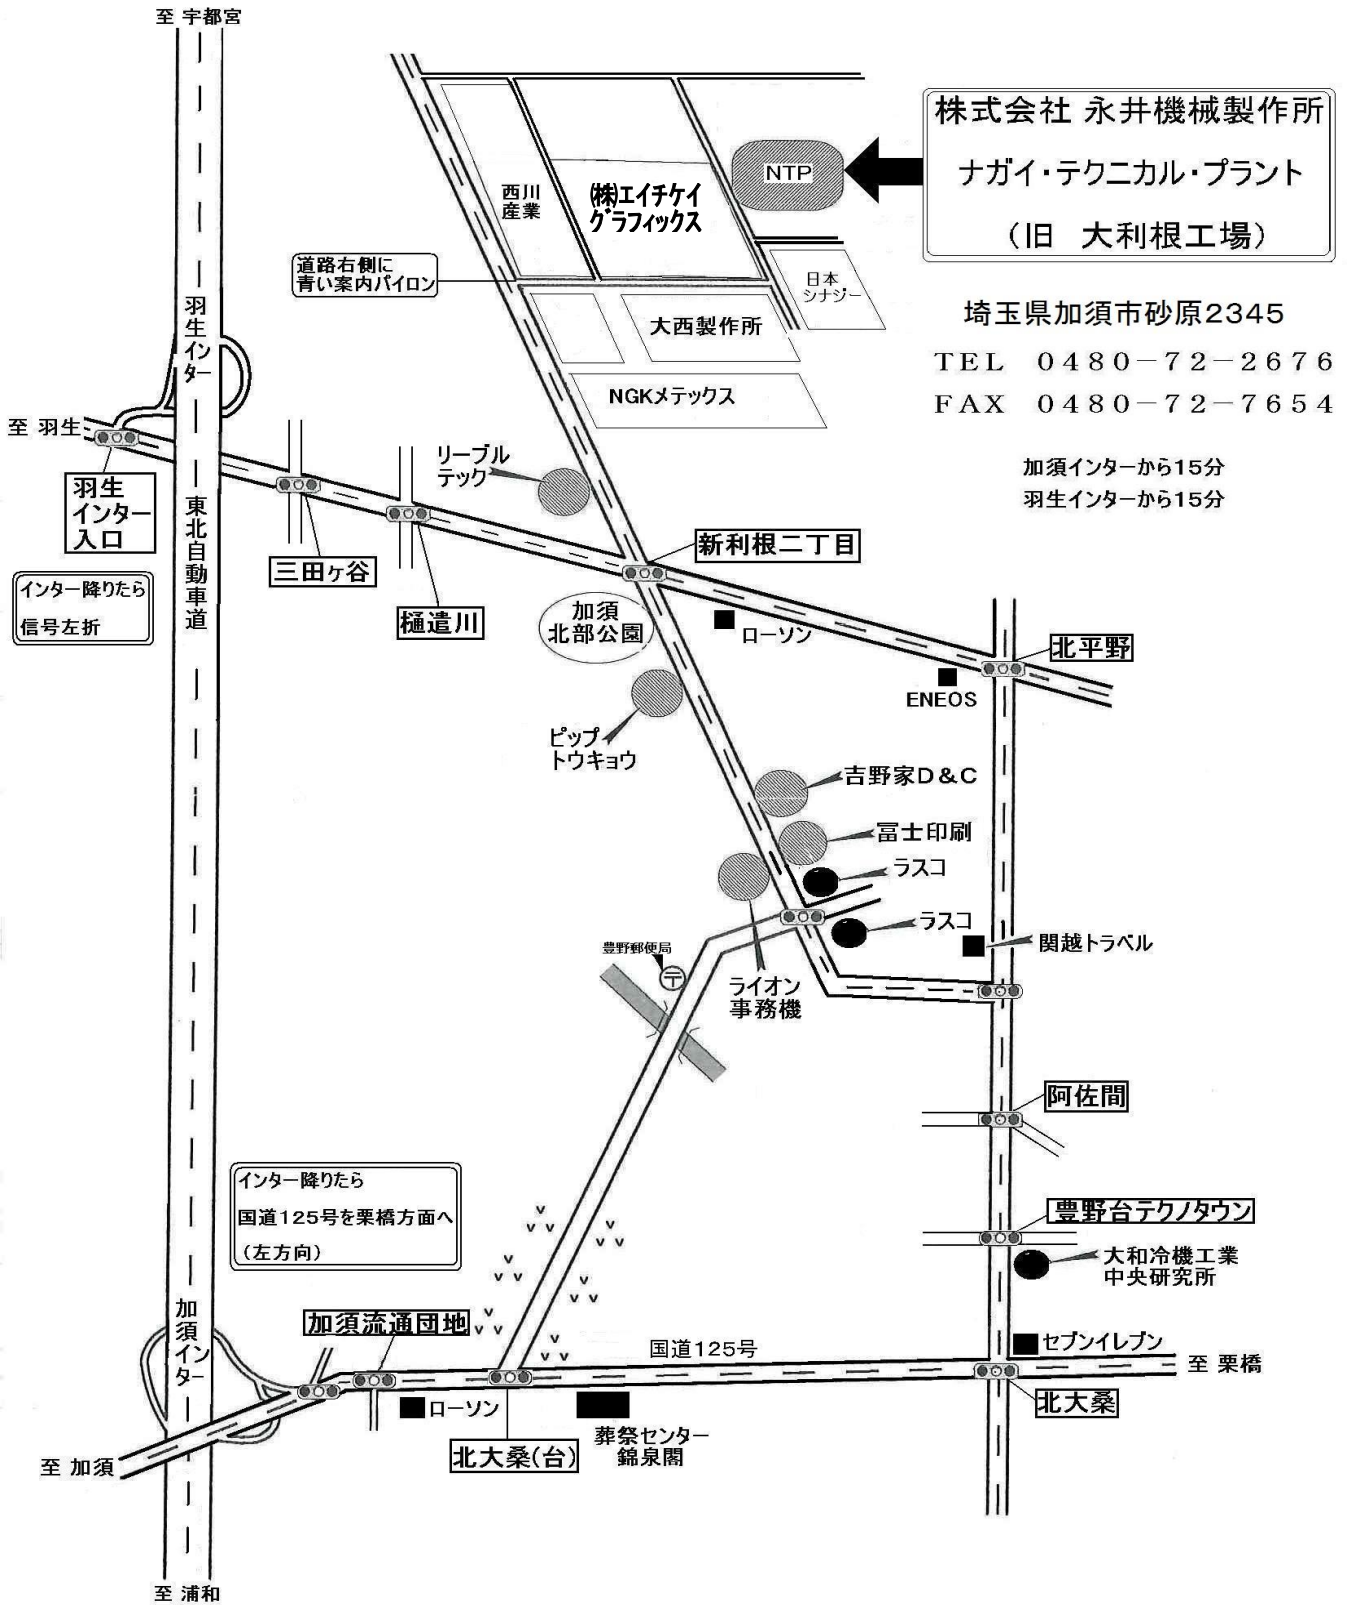 至 宇都宮
株式会社 永井機械製作所
ナガイ・テクニカル・プラント
(旧 大利根工場)
NTP
西川
産業
(株)エイチケイ
グラフィックス
道路右側に
青い案内パイロン
日本
シナジー
大西製作所
NGKメテックス
埼玉県加須市砂原2345
TEL 0480-72-2676
FAX 0480-72-7654
加須インターから15分
羽生インターから15分
羽生インター
至 羽生
羽生
インター
入口
東北自動車道
三田ヶ谷
樋遣川
リーブル
テック
新利根二丁目
インター降りたら
信号左折
加須
北部公園
ローソン
北平野
ENEOS
ピップ
トウキョウ
吉野家D&C
冨士印刷
ラスコ
ラスコ
関越トラベル
豊野郵便局
〒
ライオン
事務機
阿佐間
インター降りたら
国道125号を栗橋方面へ
(左方向)
豊野台テクノタウン
大和冷機工業
中央研究所
加須インター
加須流通団地
国道125号
セブンイレブン
至 栗橋
ローソン
北大桑
北大桑(台)
葬祭センター
錦泉閣
至 加須
至 浦和